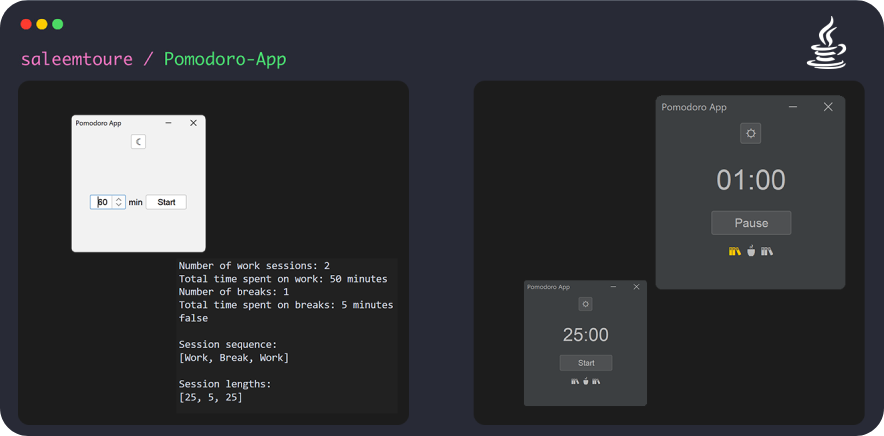 saleemtoure / Pomodoro-App
Pomodoro App
60 min Start
Number of work sessions: 2
Total time spent on work: 50 minutes
Number of breaks: 1
Total time spent on breaks: 5 minutes
false
Session sequence:
[Work, Break, Work]
Session lengths:
[25, 5, 25]
Pomodoro App
01:00
Pause
Pomodoro App
25:00
Start